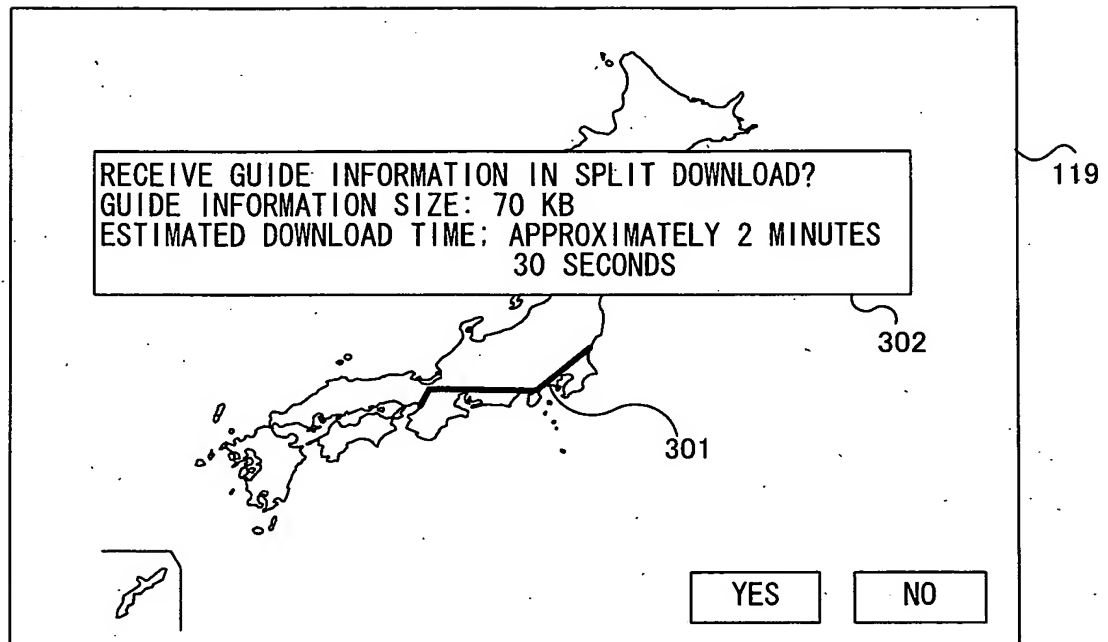 RECEIVE GUIDE INFORMATION IN SPLIT DOWNLOAD?
GUIDE INFORMATION SIZE: 70 KB
ESTIMATED DOWNLOAD TIME: APPROXIMATELY 2 MINUTES
30 SECONDS
119
302
301
YES NO